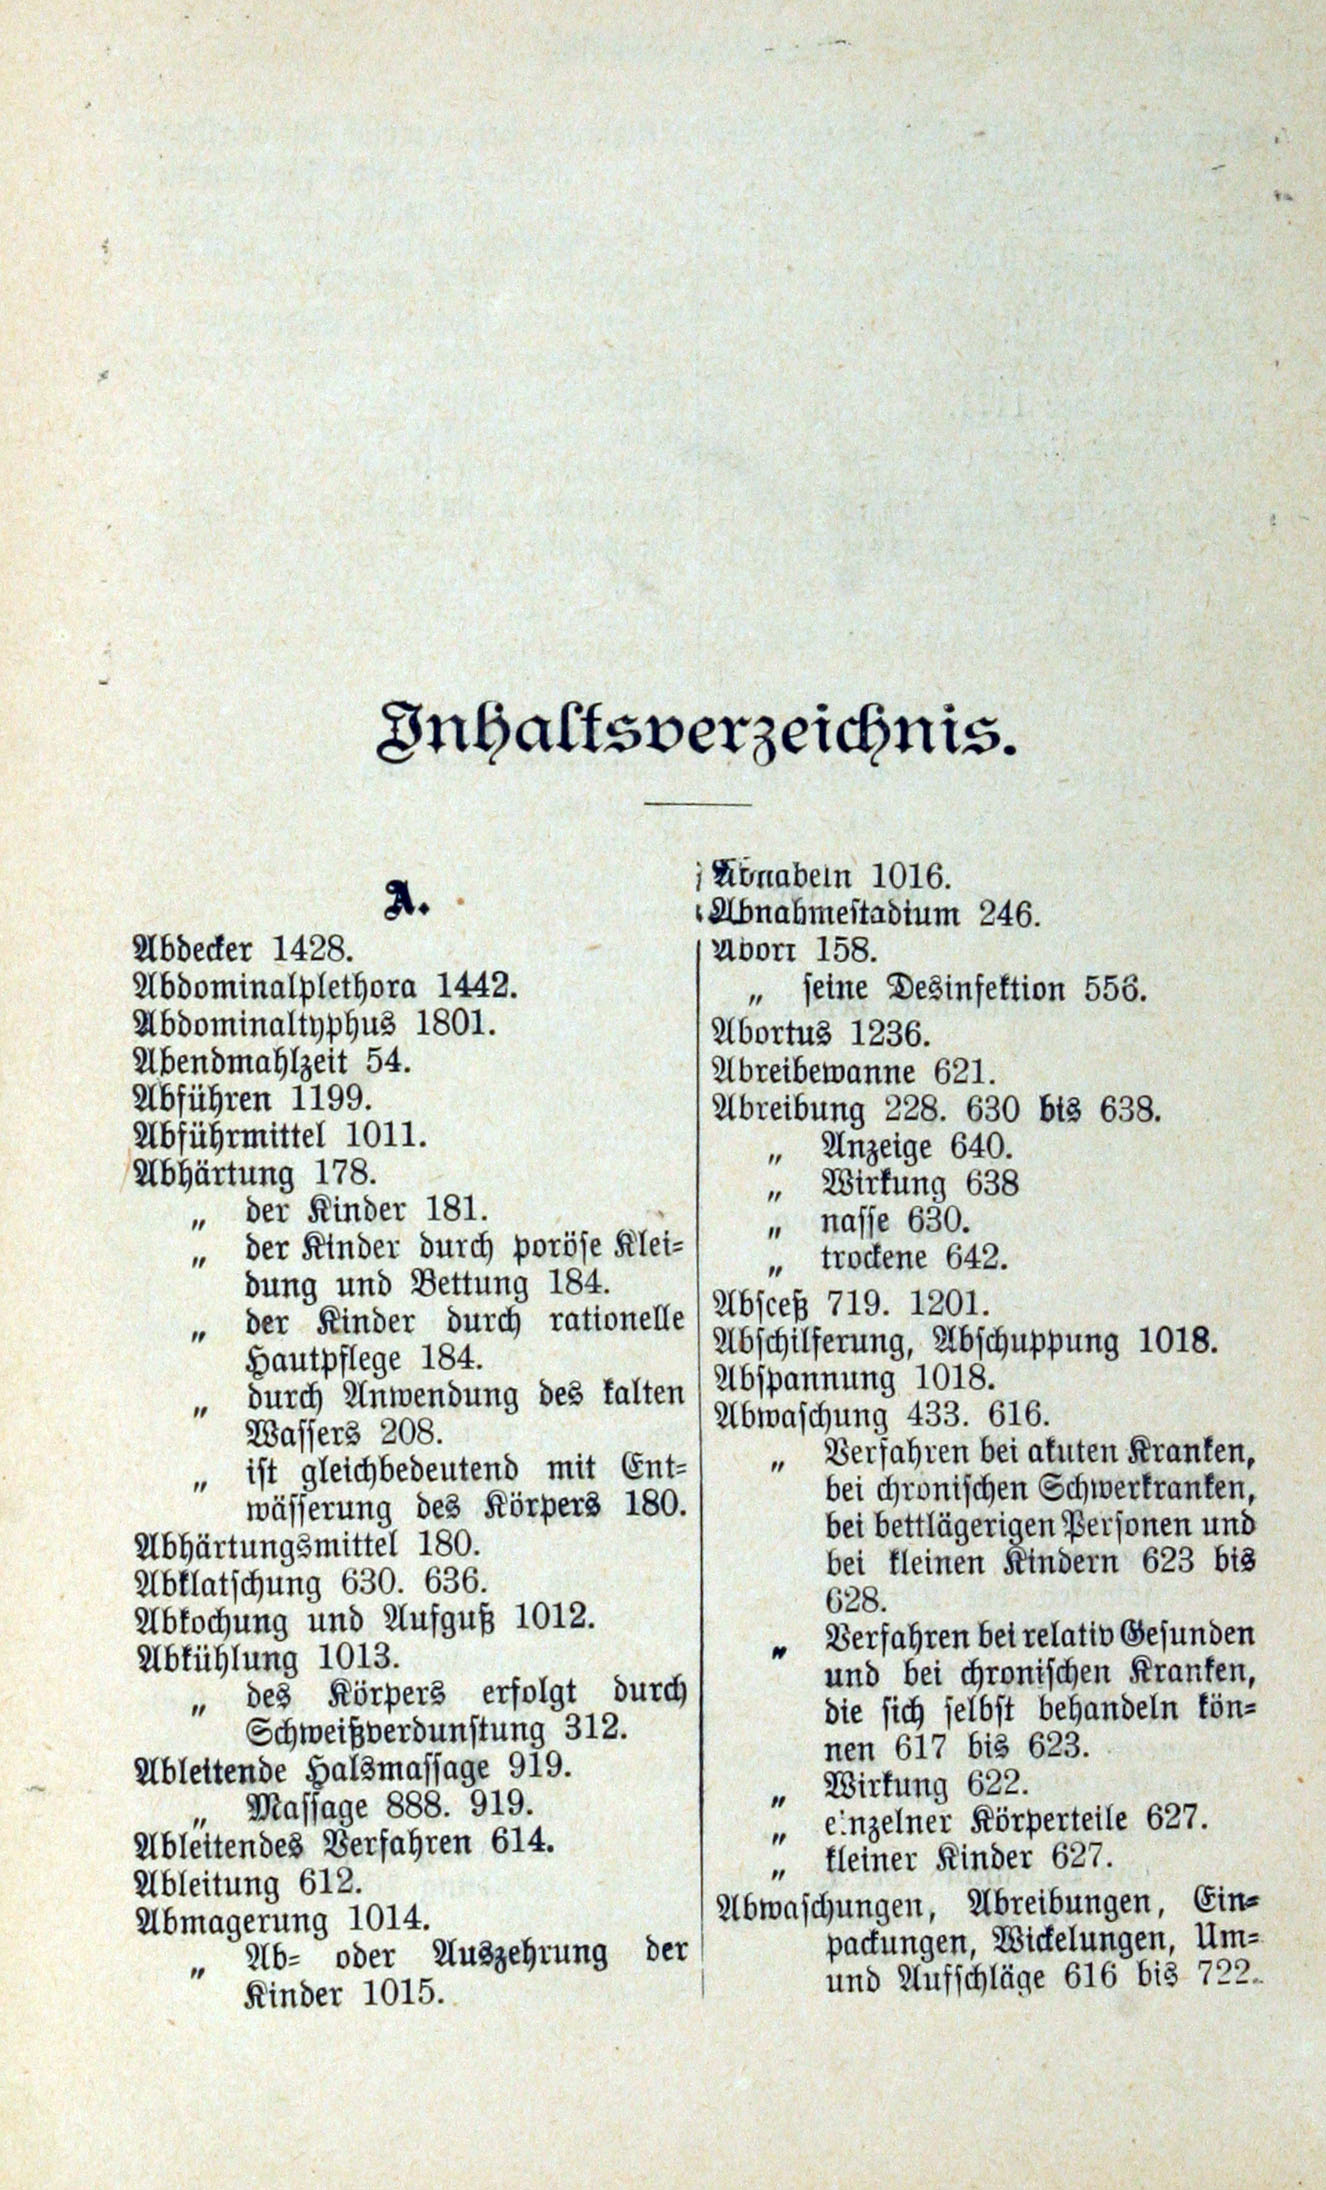 Inhaltsverzeichnis.
A.
Abdecker 1428.
Abdominalplethora 1442.
Abdominaltyphus 1801.
Abendmahlzeit 54.
Abführen 1199.
Abführmittel 1011.
Abhärtung 178.
„ der Kinder 181.
„ der Kinder durch poröse Klei-
dung und Bettung 184.
„ der Kinder durch rationelle
Hautpflege 184.
„ durch Anwendung des kalten
Wassers 208.
„ ist gleichbedeutend mit Ent-
wässerung des Körpers 180.
Abhärtungsmittel 180.
Abklatschung 630. 636.
Abkochung und Aufguß 1012.
Abkühlung 1013.
„ des Körpers erfolgt durch
Schweißverdunstung 312.
Ableitende Halsmassage 919.
„ Massage 888. 919.
Ableitendes Verfahren 614.
Ableitung 612.
Abmagerung 1014.
„ Ab- oder Auszehrung der
Kinder 1015.
Abnabeln 1016.
Abnahmestadium 246.
Abort 158.
„ seine Desinfektion 556.
Abortus 1236.
Abreibewanne 621.
Abreibung 228. 630 bis 638.
„ Anzeige 640.
„ Wirkung 638
„ nasse 630.
„ trockene 642.
Absceß 719. 1201.
Abschilferung, Abschuppung 1018.
Abspannung 1018.
Abwaschung 433. 616.
„ Verfahren bei akuten Kranken,
bei chronischen Schwerkranken,
bei bettlägerigen Personen und
bei kleinen Kindern 623 bis
628.
„ Verfahren bei relativ Gesunden
und bei chronischen Kranken,
die sich selbst behandeln kön-
nen 617 bis 623.
„ Wirkung 622.
„ einzelner Körperteile 627.
„ kleiner Kinder 627.
Abwaschungen, Abreibungen, Ein-
packungen, Wickelungen, Um-
und Aufschläge 616 bis 722.